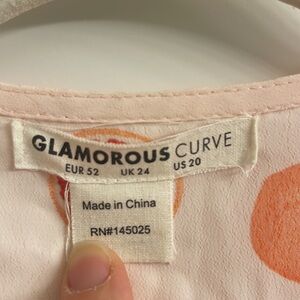 GLAMOROUS CURVE
EUR 52 UK 24 US 20
Made in China
RN#145025